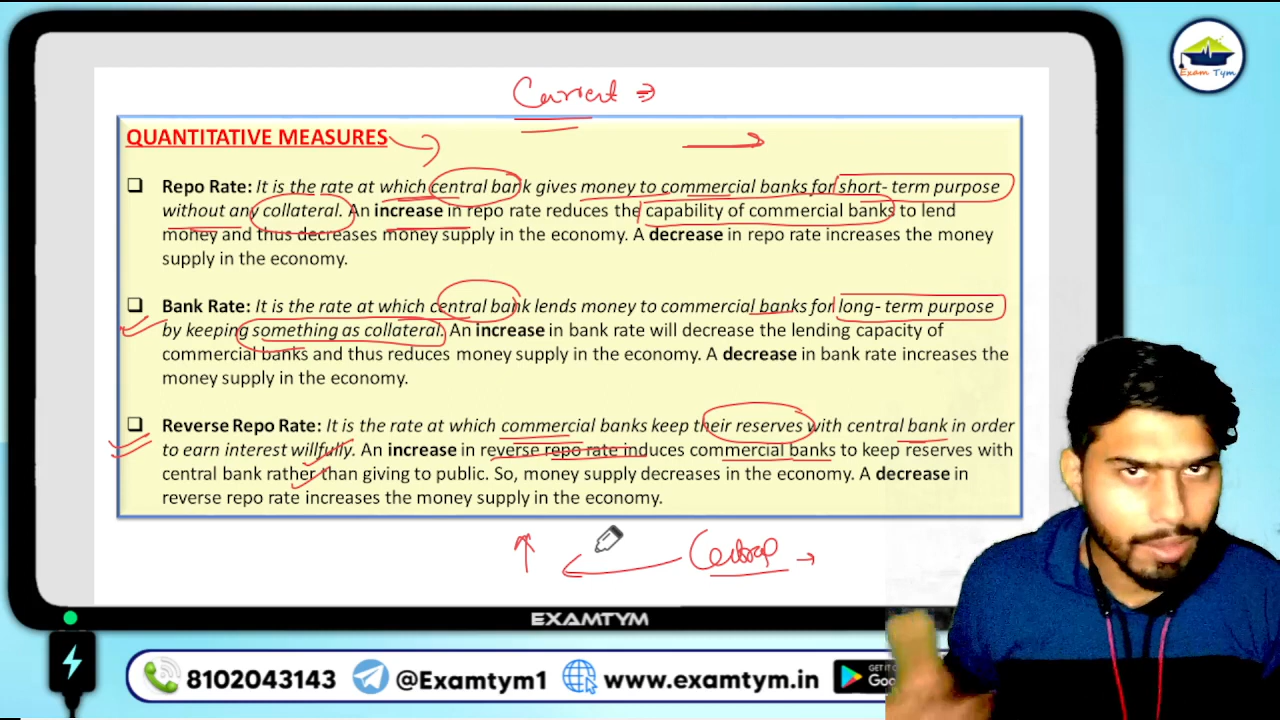 Current
Exam Tym
QUANTITATIVE MEASURES
Repo Rate: It is the rate at which central bank gives money to commercial banks for short- term purpose
without any collateral. An increase in repo rate reduces the capability of commercial banks to lend
money and thus decreases money supply in the economy. A decrease in repo rate increases the money
supply in the economy.
Bank Rate: It is the rate at which central bank lends money to commercial banks for long- term purpose
by keeping something as collateral. An increase in bank rate will decrease the lending capacity of
commercial banks and thus reduces money supply in the economy. A decrease in bank rate increases the
money supply in the economy.
Reverse Repo Rate: It is the rate at which commercial banks keep their reserves with central bank in order
to earn interest willfully. An increase in reverse repo rate induces commercial banks to keep reserves with
central bank rather than giving to public. So, money supply decreases in the economy. A decrease in
reverse repo rate increases the money supply in the economy.
EXAMTYM
8102043143 @Examtym1 www.examtym.in GET IT
Goo